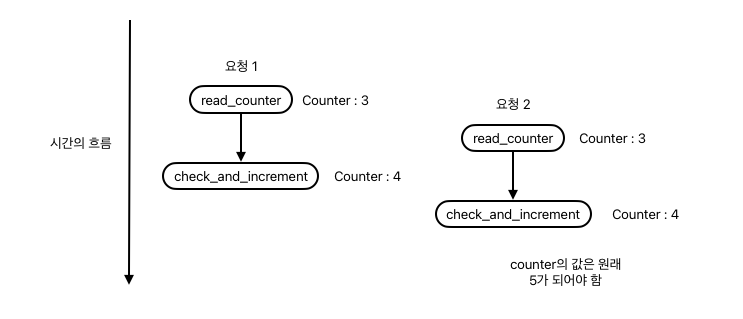 요청 1
read_counter
Counter : 3
요청 2
read_counter
Counter : 3
시간의 흐름
check_and_increment
Counter : 4
check_and_increment
Counter : 4
counter의 값은 원래
5가 되어야 함